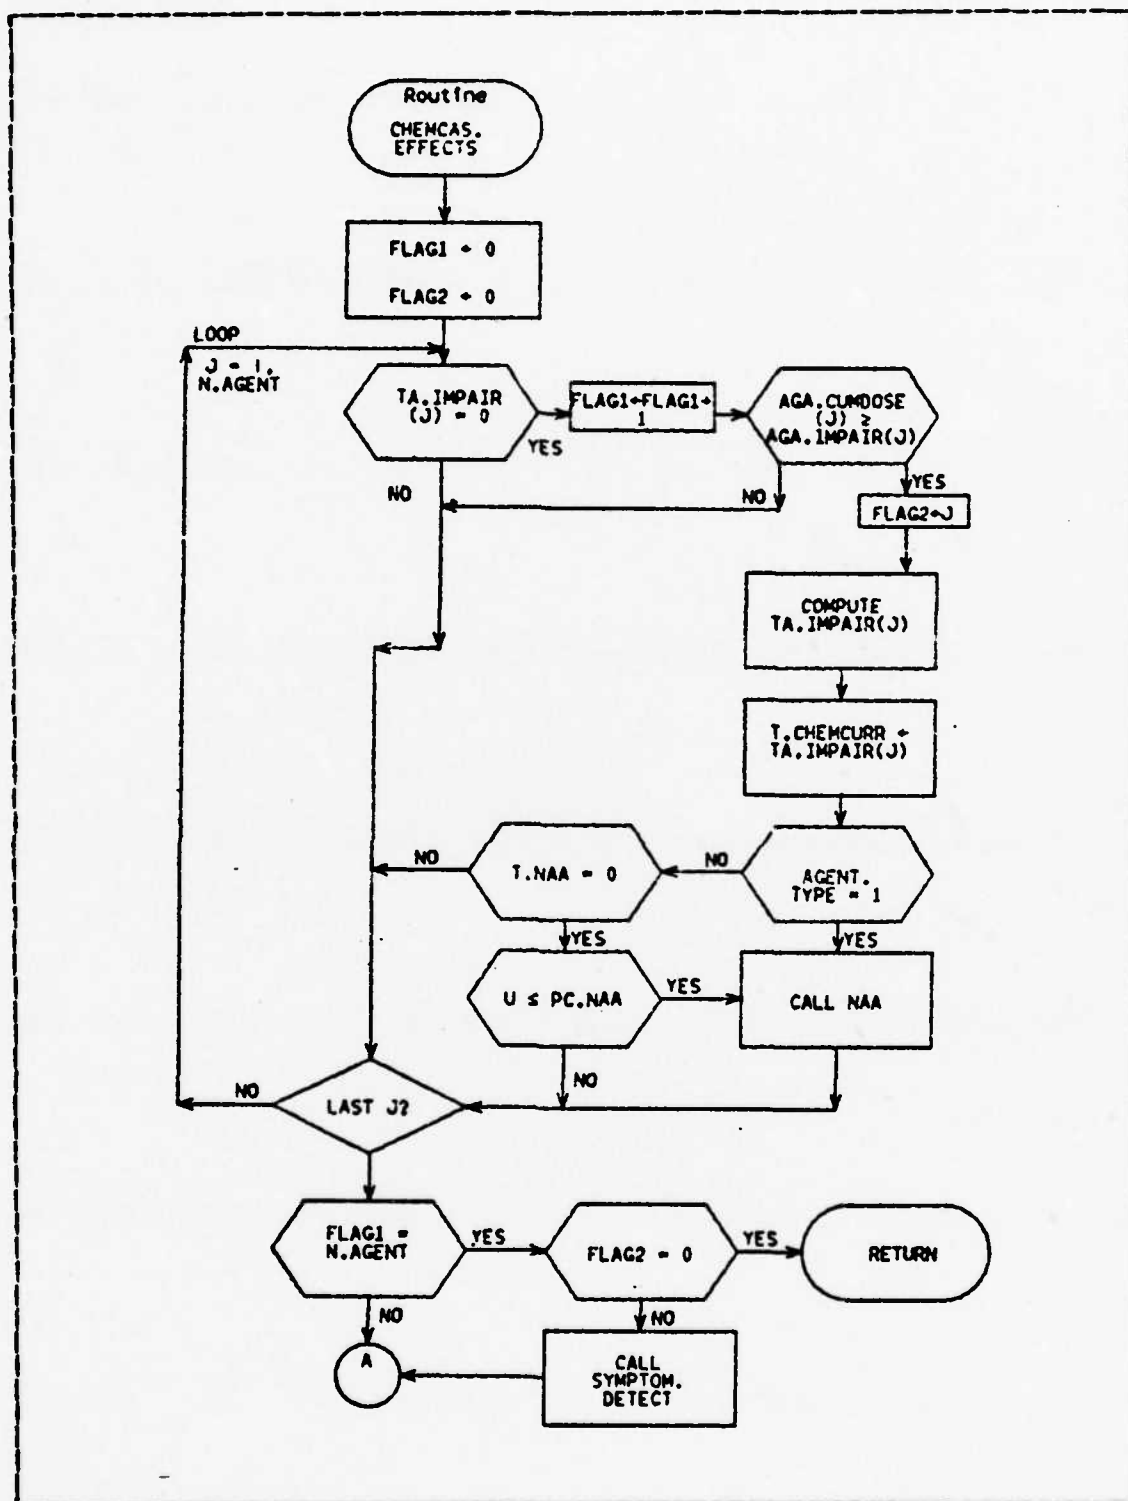 Routine
CHEMCAS.
EFFECTS
FLAG1 ← 0
FLAG2 ← 0
LOOP
J = 1,
N.AGENT
TA.IMPAIR
(J) = 0
YES
NO
FLAG1←FLAG1+
1
AGA.CUMDOSE
(J) ≥
AGA.IMPAIR(J)
NO
YES
FLAG2←J
COMPUTE
TA.IMPAIR(J)
T.CHEMCURR ←
TA.IMPAIR(J)
AGENT.
TYPE = 1
NO
YES
T.NAA = 0
NO
YES
U ≤ PC.NAA
YES
NO
CALL NAA
LAST J?
NO
FLAG1 =
N.AGENT
YES
NO
FLAG2 = 0
YES
NO
RETURN
A
CALL
SYMPTOM.
DETECT